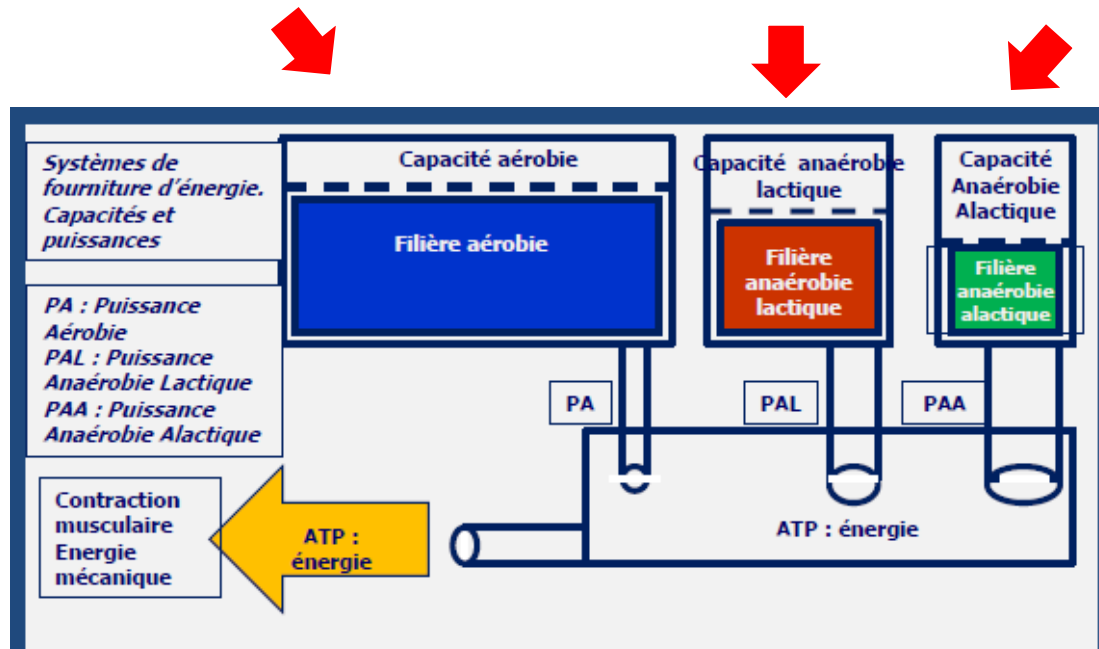 Systèmes de
fourniture d'énergie.
Capacités et
puissances
Capacité aérobie
Filière aérobie
Capacité anaérobie
lactique
Filière
anaérobie
lactique
Capacité
Anaérobie
Alactique
Filière
anaérobie
alactique
PA : Puissance
Aérobie
PAL : Puissance
Anaérobie Lactique
PAA : Puissance
Anaérobie Alactique
PA
PAL
PAA
Contraction
musculaire
Energie
mécanique
ATP :
énergie
ATP : énergie